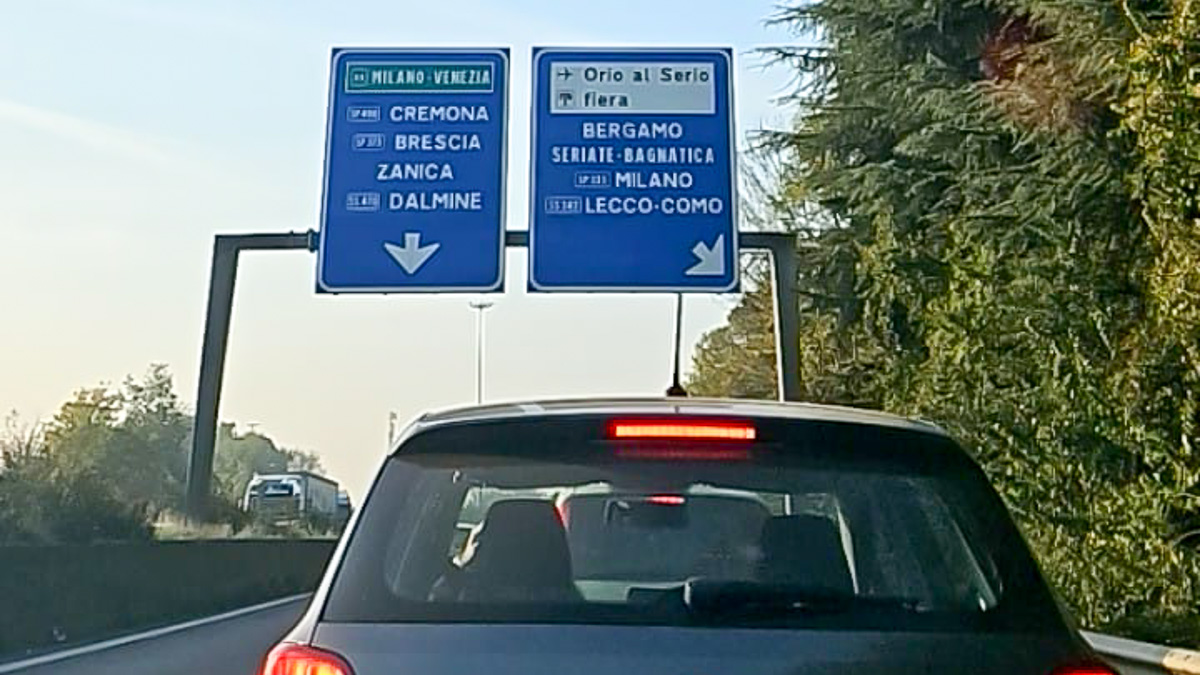 MILANO-VENEZIA
CREMONA
BRESCIA
ZANICA
DALMINE
Orio al Serio
fiera
BERGAMO
SERIATE-BAGNATICA
MILANO
LECCO-COMO